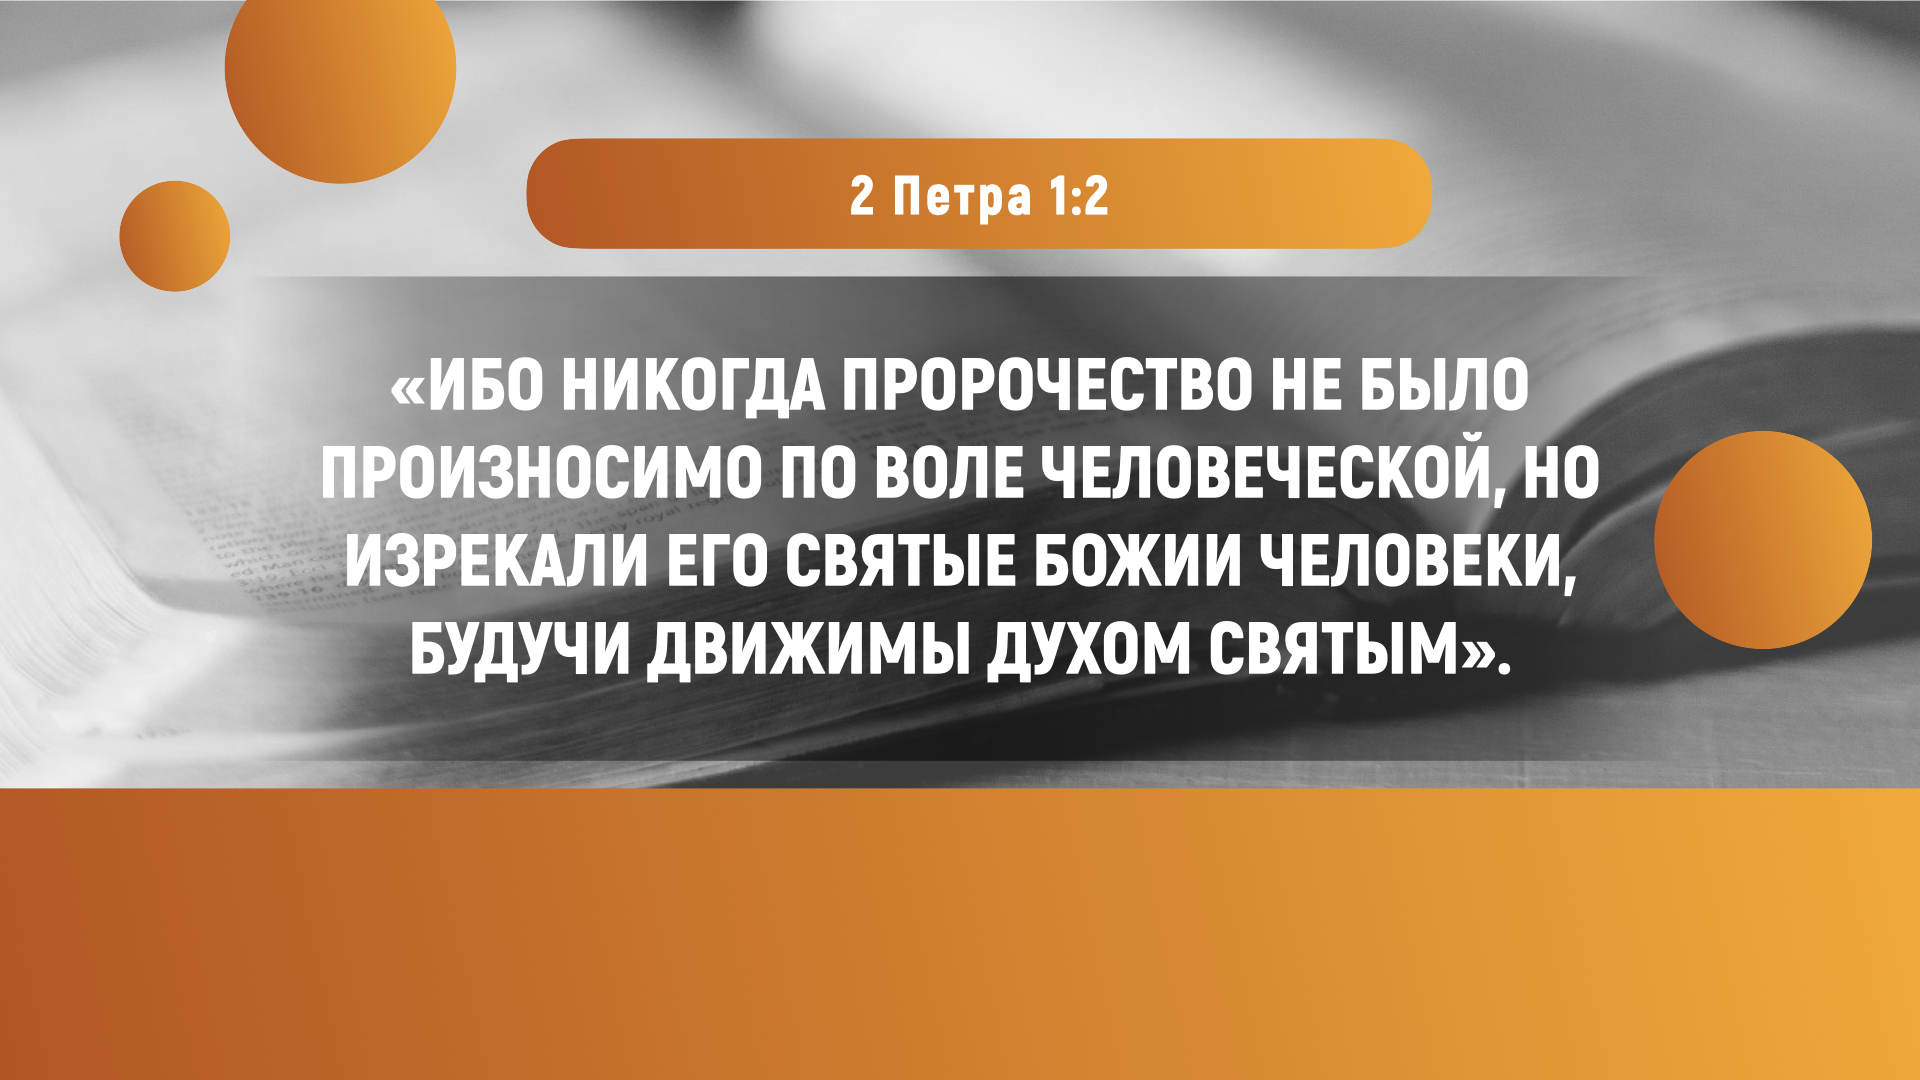 2 Петра 1:2
«ИБО НИКОГДА ПРОРОЧЕСТВО НЕ БЫЛО
ПРОИЗНОСИМО ПО ВОЛЕ ЧЕЛОВЕЧЕСКОЙ, НО
ИЗРЕКАЛИ ЕГО СВЯТЫЕ БОЖИИ ЧЕЛОВЕКИ,
БУДУЧИ ДВИЖИМЫ ДУХОМ СВЯТЫМ».